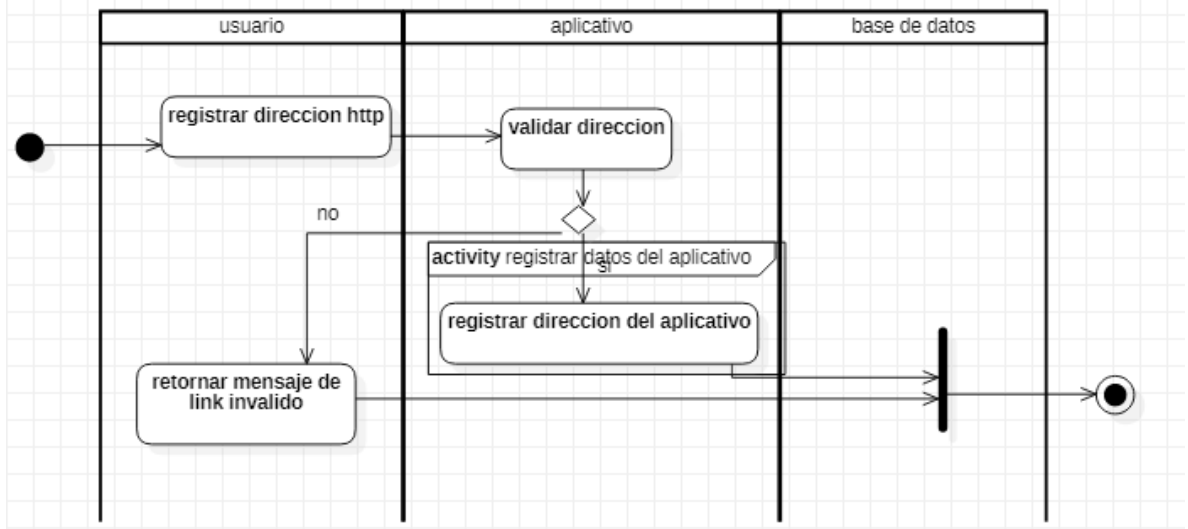 usuario
aplicativo
base de datos
registrar direccion http
validar direccion
no
activity registrar datos del aplicativo
si
registrar direccion del aplicativo
retornar mensaje de
link invalido